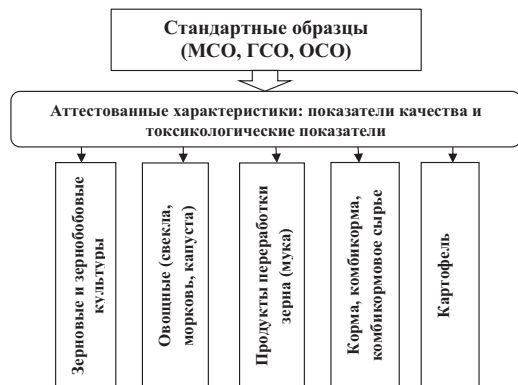 Стандартные образцы
(МСО, ГСО, ОСО)
Аттестованные характеристики: показатели качества и
токсикологические показатели
Зерновые и зернобобовые
культуры
Овощные (свекла,
морковь, капуста)
Продукты переработки
зерна (мука)
Корма, комбикорма,
комбикормовое сырье
Картофель